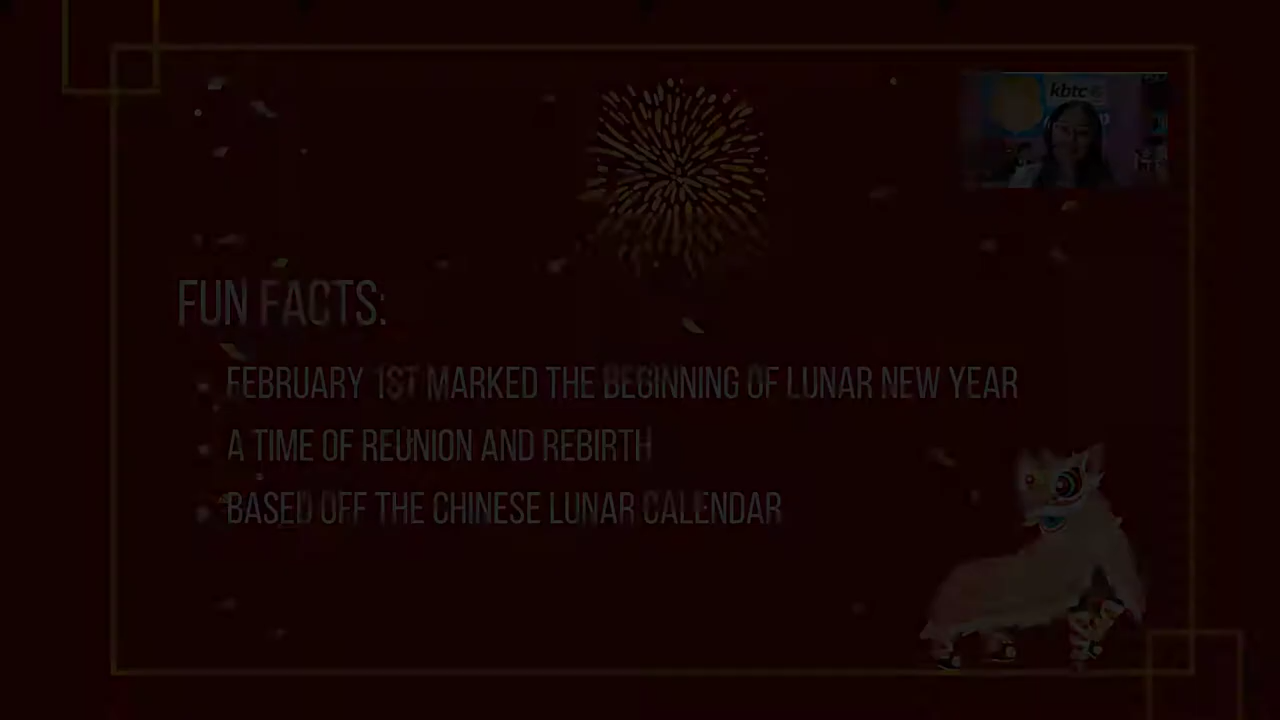 kbtc
FUN FACTS:
FEBRUARY 1ST MARKED THE BEGINNING OF LUNAR NEW YEAR
A TIME OF REUNION AND REBIRTH
BASED OFF THE CHINESE LUNAR CALENDAR